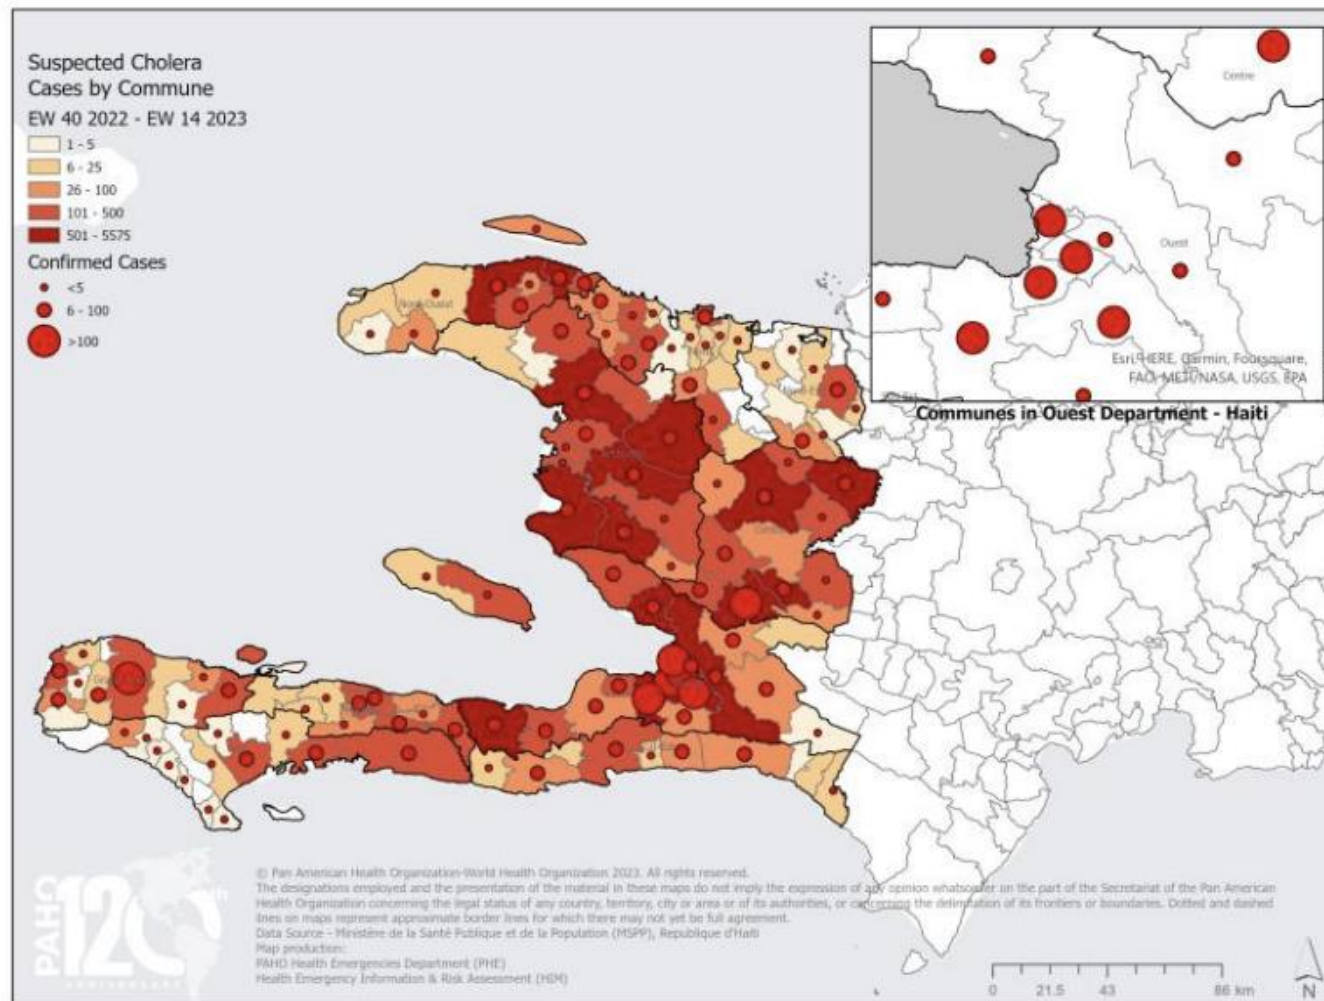 Suspected Cholera
Cases by Commune
EW 40 2022 - EW 14 2023
1 - 5
6 - 25
26 - 100
101 - 500
501 - 5575
Confirmed Cases
<5
6 - 100
>100
Centre
Ouest
Esri, HERE, Garmin, Foursquare,
FAO, METI/NASA, USGS, EPA
Communes in Ouest Department - Haiti
Nord-Ouest
PAHO
120
ANNIVERSARY
© Pan American Health Organization-World Health Organization 2023. All rights reserved.
The designations employed and the presentation of the material in these maps do not imply the expression of any opinion whatsoever on the part of the Secretariat of the Pan American
Health Organization concerning the legal status of any country, territory, city or area or of its authorities, or concerning the delimitation of its frontiers or boundaries. Dotted and dashed
lines on maps represent approximate border lines for which there may not yet be full agreement.
Data Source - Ministère de la Santé Publique et de la Population (MSPP), Republique d'Haiti
Map production:
PAHO Health Emergencies Department (PHE)
Health Emergency Information & Risk Assessment (HIM)
0 21.5 43 86 km
N